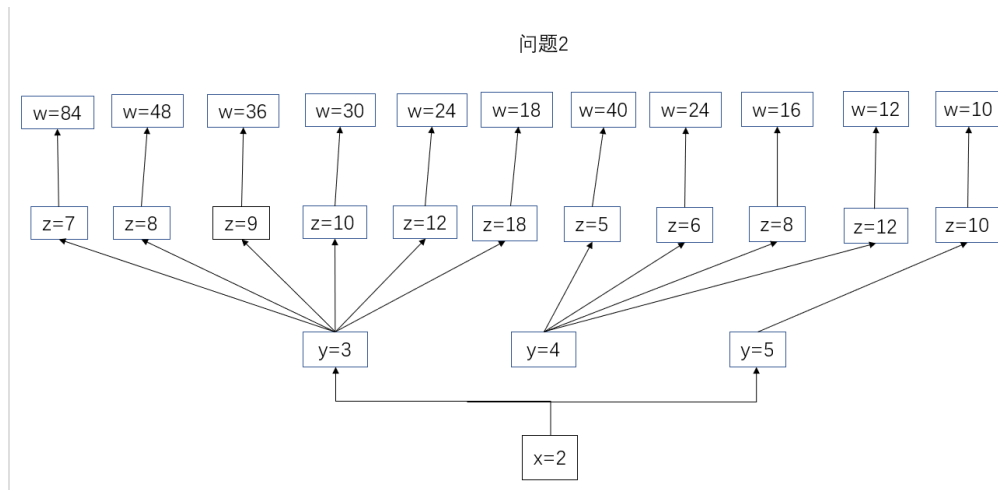 问题2
w=84 w=48 w=36 w=30 w=24 w=18 w=40 w=24 w=16 w=12 w=10
z=7 z=8 z=9 z=10 z=12 z=18 z=5 z=6 z=8 z=12 z=10
y=3 y=4 y=5
x=2